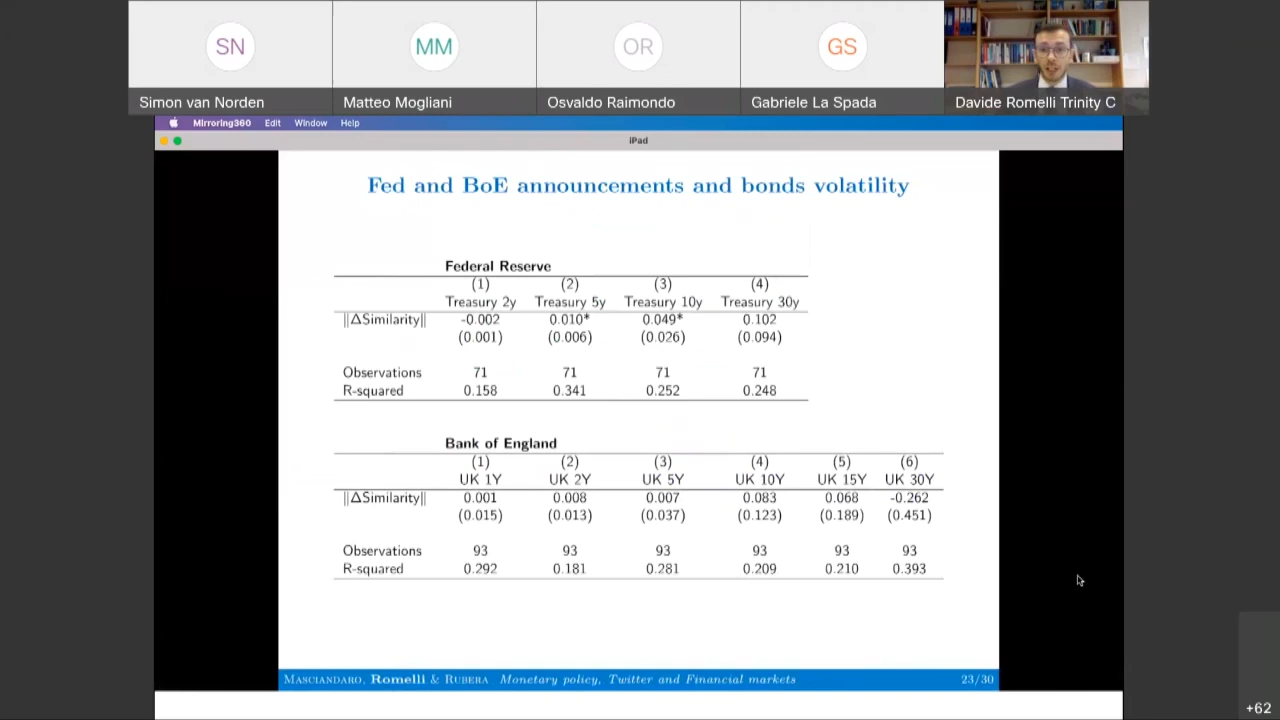 SN MM OR GS
Simon van Norden Matteo Mogliani Osvaldo Raimondo Gabriele La Spada Davide Romelli Trinity C
Mirroring360 Edit Window Help
iPad
Fed and BoE announcements and bonds volatility
Federal Reserve
(1) (2) (3) (4)
Treasury 2y Treasury 5y Treasury 10y Treasury 30y
||ΔSimilarity|| -0.002 0.010* 0.049* 0.102
(0.001) (0.006) (0.026) (0.094)
Observations 71 71 71 71
R-squared 0.158 0.341 0.252 0.248
Bank of England
(1) (2) (3) (4) (5) (6)
UK 1Y UK 2Y UK 5Y UK 10Y UK 15Y UK 30Y
||ΔSimilarity|| 0.001 0.008 0.007 0.083 0.068 -0.262
(0.015) (0.013) (0.037) (0.123) (0.189) (0.451)
Observations 93 93 93 93 93 93
R-squared 0.292 0.181 0.281 0.209 0.210 0.393
Masciandaro, Romelli & Rubera Monetary policy, Twitter and Financial markets 23/30
+62